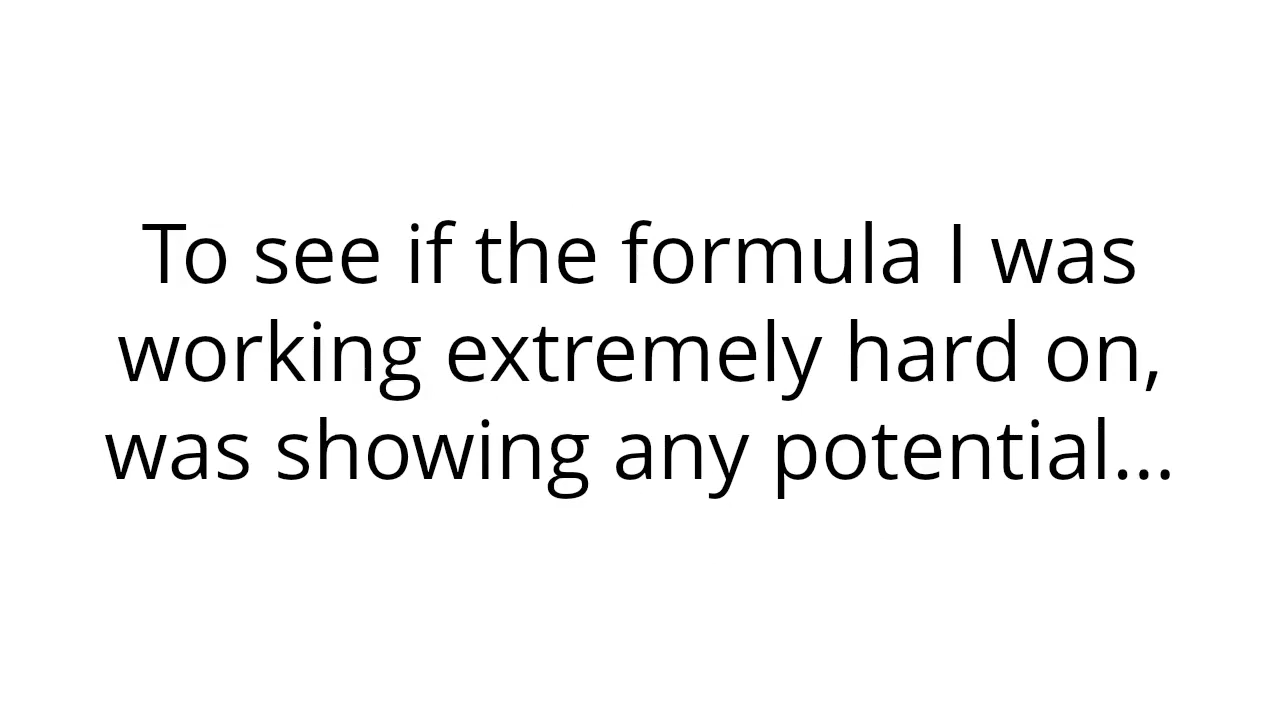 To see if the formula I was
working extremely hard on,
was showing any potential...